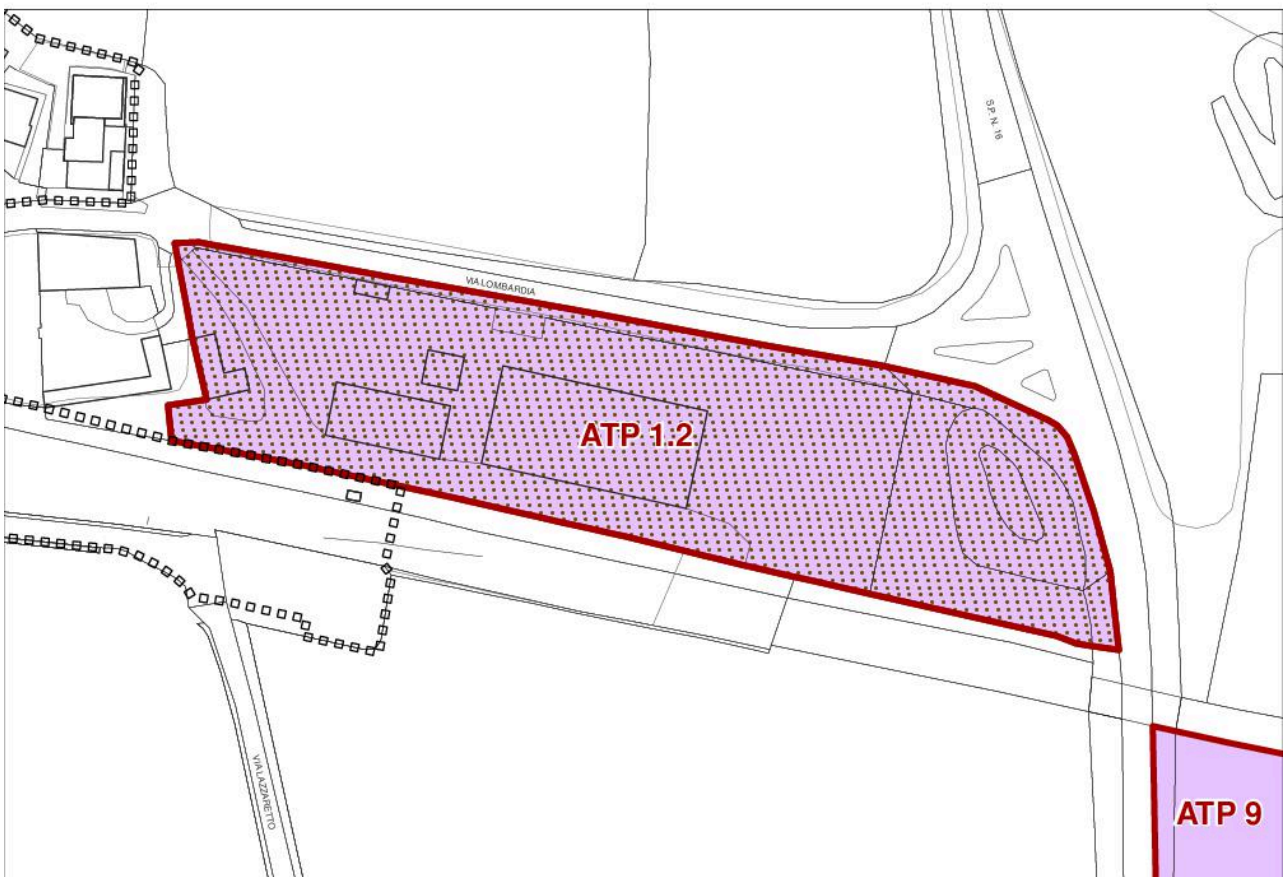 S.P. N. 16
VIA LOMBARDIA
ATP 1.2
VIA LAZZARETTO
ATP 9